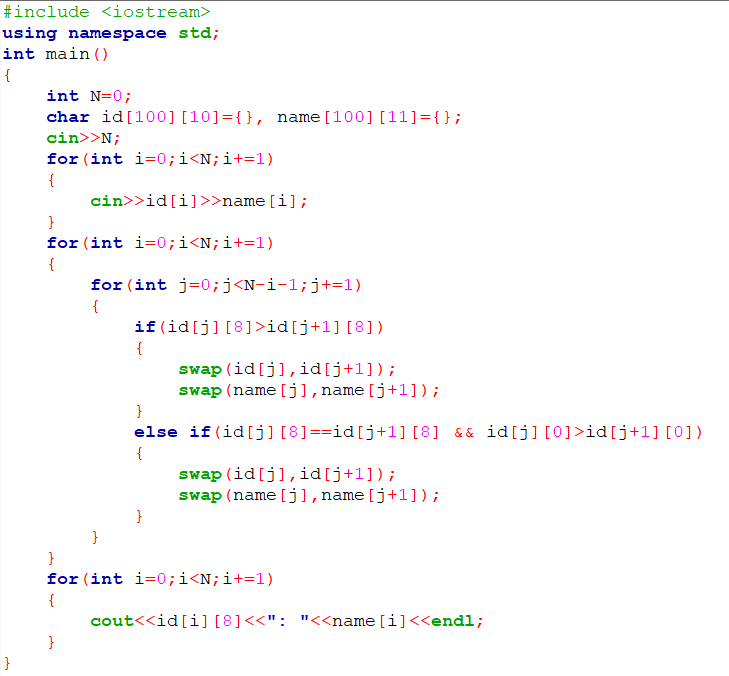 #include <iostream>
using namespace std;
int main()
{
    int N=0;
    char id[100][10]={}, name[100][11]={};
    cin>>N;
    for(int i=0;i<N;i+=1)
    {
        cin>>id[i]>>name[i];
    }
    for(int i=0;i<N;i+=1)
    {
        for(int j=0;j<N-i-1;j+=1)
        {
            if(id[j][8]>id[j+1][8])
            {
                swap(id[j],id[j+1]);
                swap(name[j],name[j+1]);
            }
            else if(id[j][8]==id[j+1][8] && id[j][0]>id[j+1][0])
            {
                swap(id[j],id[j+1]);
                swap(name[j],name[j+1]);
            }
        }
    }
    for(int i=0;i<N;i+=1)
    {
        cout<<id[i][8]<<": "<<name[i]<<endl;
    }
}